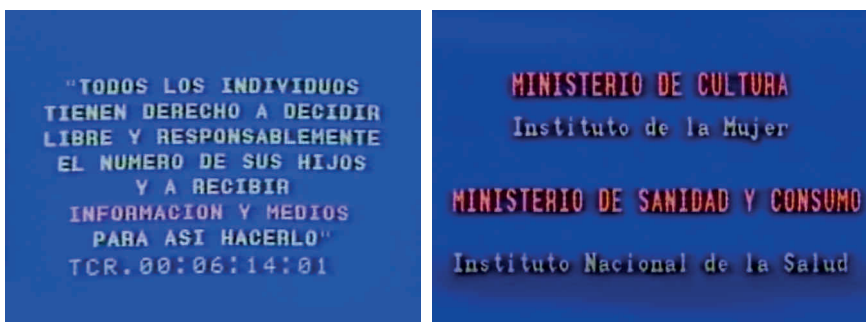 "TODOS LOS INDIVIDUOS
TIENEN DERECHO A DECIDIR
LIBRE Y RESPONSABLEMENTE
EL NUMERO DE SUS HIJOS
Y A RECIBIR
INFORMACION Y MEDIOS
PARA ASI HACERLO"
TCR.00:06:14:01
MINISTERIO DE CULTURA
Instituto de la Mujer
MINISTERIO DE SANIDAD Y CONSUMO
Instituto Nacional de la Salud